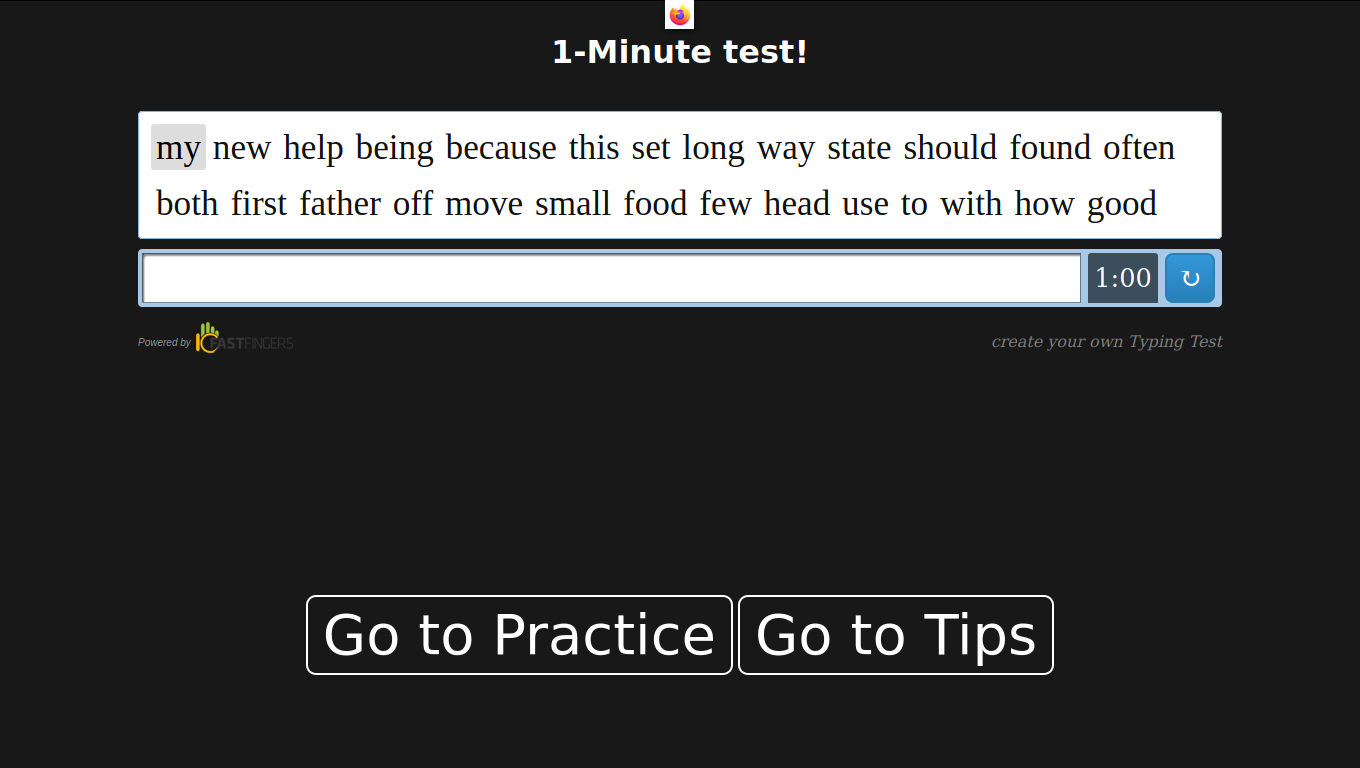 1-Minute test!
my new help being because this set long way state should found often
both first father off move small food few head use to with how good
1:00 ↻
Powered by 10FASTFINGERS create your own Typing Test
Go to Practice Go to Tips